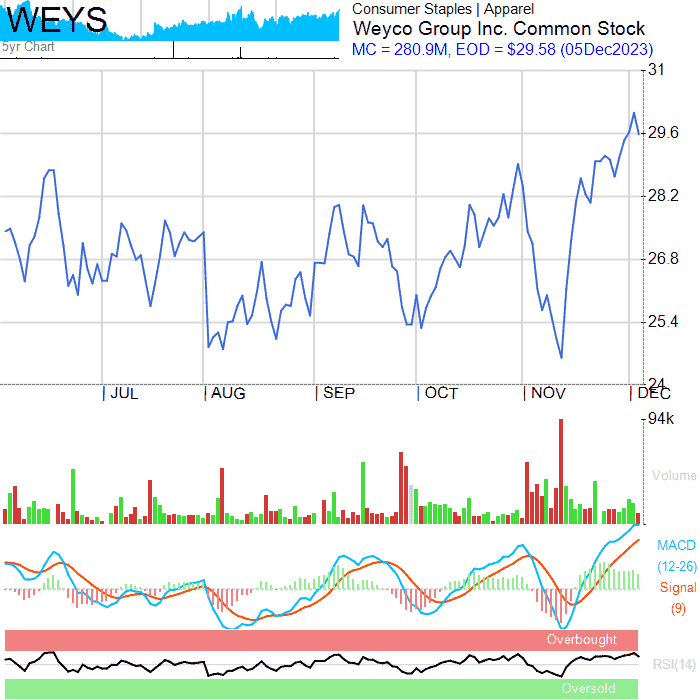 WEYS
5yr Chart
Consumer Staples | Apparel
Weyco Group Inc. Common Stock
MC = 280.9M, EOD = $29.58 (05Dec2023)
31
29.6
28.2
26.8
25.4
24
JUL AUG SEP OCT NOV DEC
94k
Volume
MACD
(12-26)
Signal
(9)
Overbought
RSI(14)
Oversold